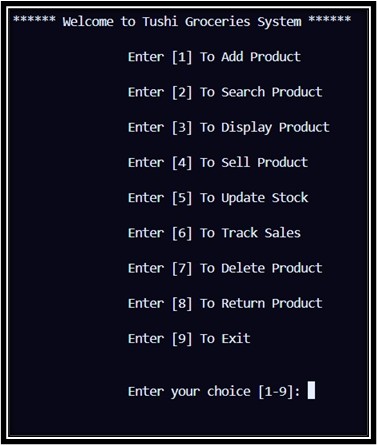 ****** Welcome to Tushi Groceries System ******
Enter [1] To Add Product
Enter [2] To Search Product
Enter [3] To Display Product
Enter [4] To Sell Product
Enter [5] To Update Stock
Enter [6] To Track Sales
Enter [7] To Delete Product
Enter [8] To Return Product
Enter [9] To Exit
Enter your choice [1-9]: